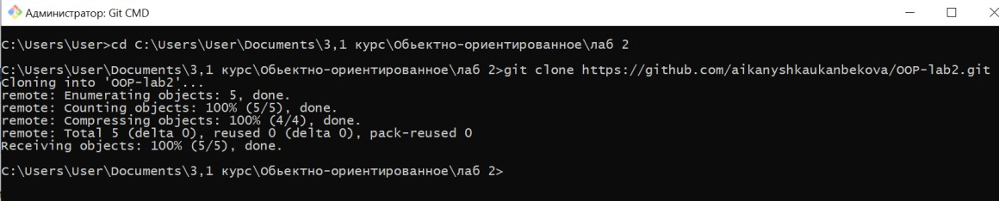 Администратор: Git CMD
C:\Users\User>cd C:\Users\User\Documents\3,1 курс\Обьектно-ориентированное\лаб 2
C:\Users\User\Documents\3,1 курс\Обьектно-ориентированное\лаб 2>git clone https://github.com/aikanyshkaukanbekova/OOP-lab2.git
Cloning into 'OOP-lab2'...
remote: Enumerating objects: 5, done.
remote: Counting objects: 100% (5/5), done.
remote: Compressing objects: 100% (4/4), done.
remote: Total 5 (delta 0), reused 0 (delta 0), pack-reused 0
Receiving objects: 100% (5/5), done.
C:\Users\User\Documents\3,1 курс\Обьектно-ориентированное\лаб 2>